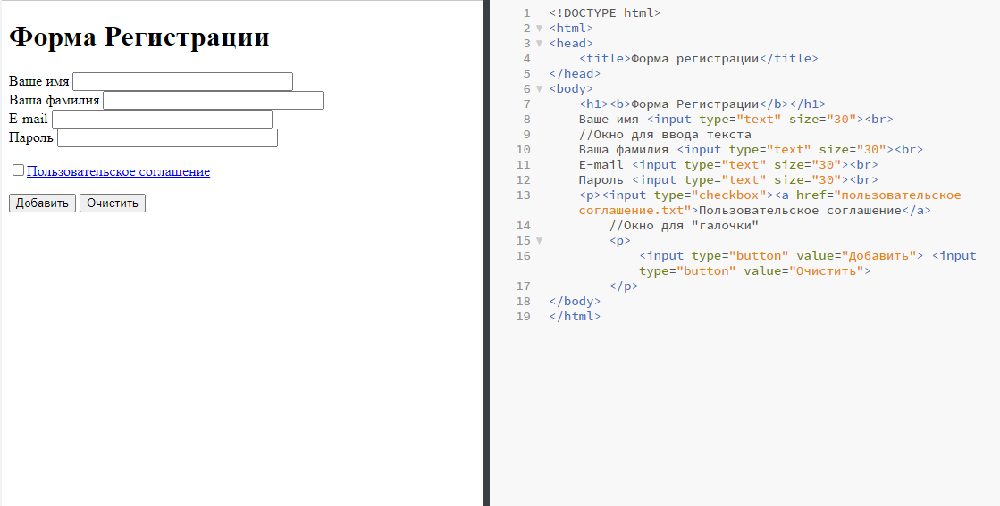 Форма Регистрации
Ваше имя
Ваша фамилия
E-mail
Пароль
Пользовательское соглашение
Добавить Очистить
1 <!DOCTYPE html>
2 <html>
3 <head>
4 <title>Форма регистрации</title>
5 </head>
6 <body>
7 <h1><b>Форма Регистрации</b></h1>
8 Ваше имя <input type="text" size="30"><br>
9 //Окно для ввода текста
10 Ваша фамилия <input type="text" size="30"><br>
11 E-mail <input type="text" size="30"><br>
12 Пароль <input type="text" size="30"><br>
13 <p><input type="checkbox"><a href="пользовательское
соглашение.txt">Пользовательское соглашение</a>
14 //Окно для "галочки"
15 <p>
16 <input type="button" value="Добавить"> <input
type="button" value="Очистить">
17 </p>
18 </body>
19 </html>